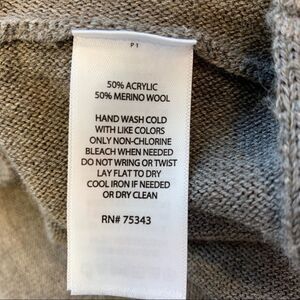 P1
50% ACRYLIC
50% MERINO WOOL
HAND WASH COLD
WITH LIKE COLORS
ONLY NON-CHLORINE
BLEACH WHEN NEEDED
DO NOT WRING OR TWIST
LAY FLAT TO DRY
COOL IRON IF NEEDED
OR DRY CLEAN
RN# 75343